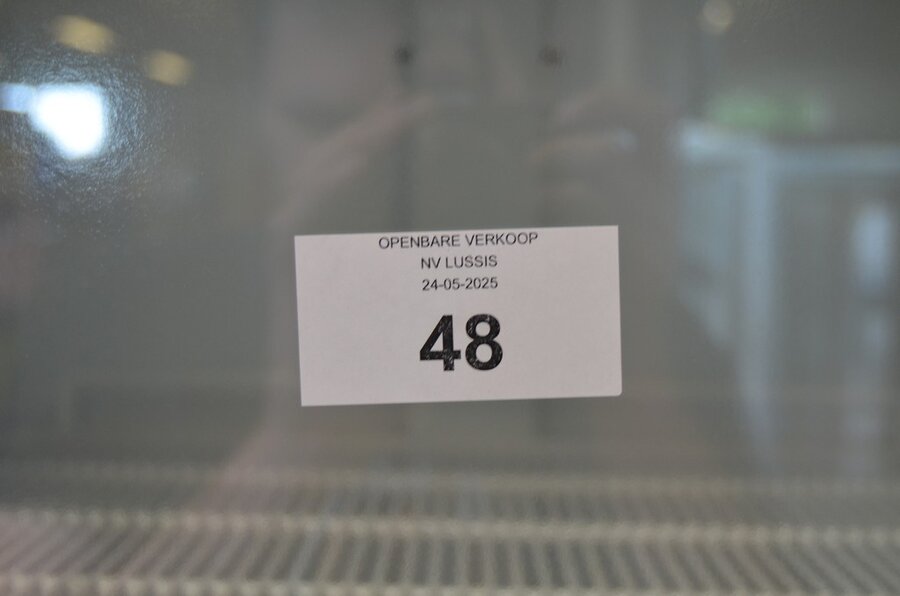 OPENBARE VERKOOP
NV LUSSIS
24-05-2025
48